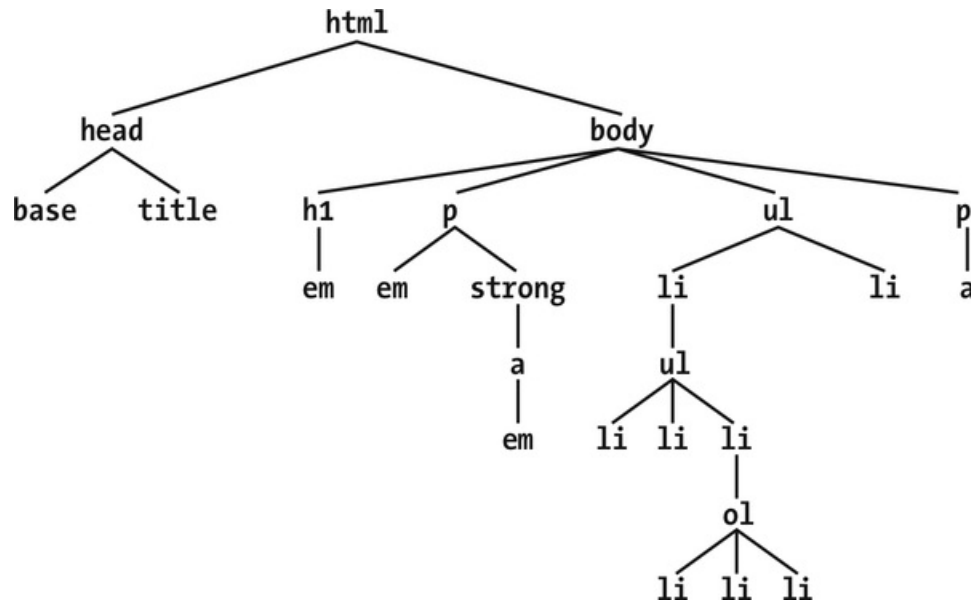 html
head body
base title h1 p ul p
em em strong li li a
a ul
em li li li
ol
li li li